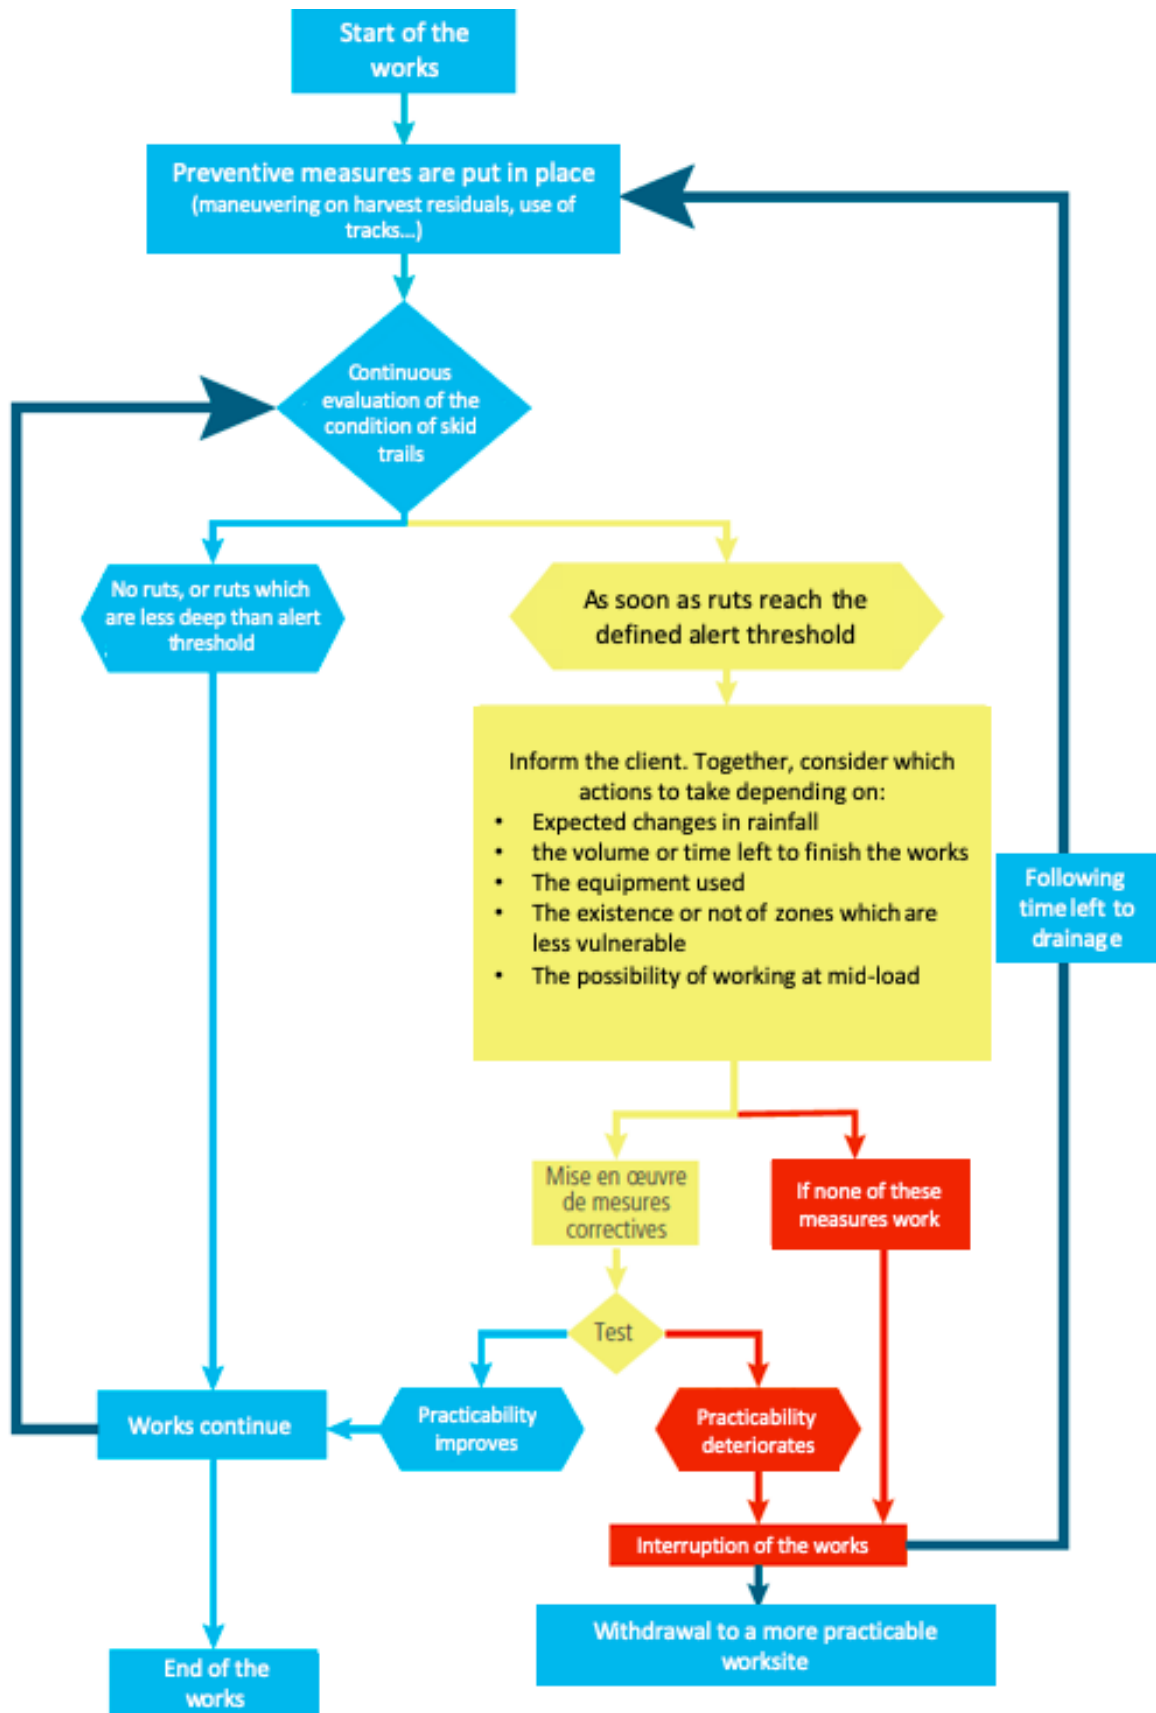 Start of the
works
Preventive measures are put in place
(maneuvering on harvest residuals, use of
tracks...)
Continuous
evaluation of the
condition of skid
trails
No ruts, or ruts which
are less deep than alert
threshold
As soon as ruts reach the
defined alert threshold
Inform the client. Together, consider which
actions to take depending on:
• Expected changes in rainfall
• the volume or time left to finish the works
• The equipment used
• The existence or not of zones which are
less vulnerable
• The possibility of working at mid-load
Following
time left to
drainage
Mise en œuvre
de mesures
correctives
If none of these
measures work
Test
Works continue
Practicability
improves
Practicability
deteriorates
Interruption of the works
Withdrawal to a more practicable
worksite
End of the
works